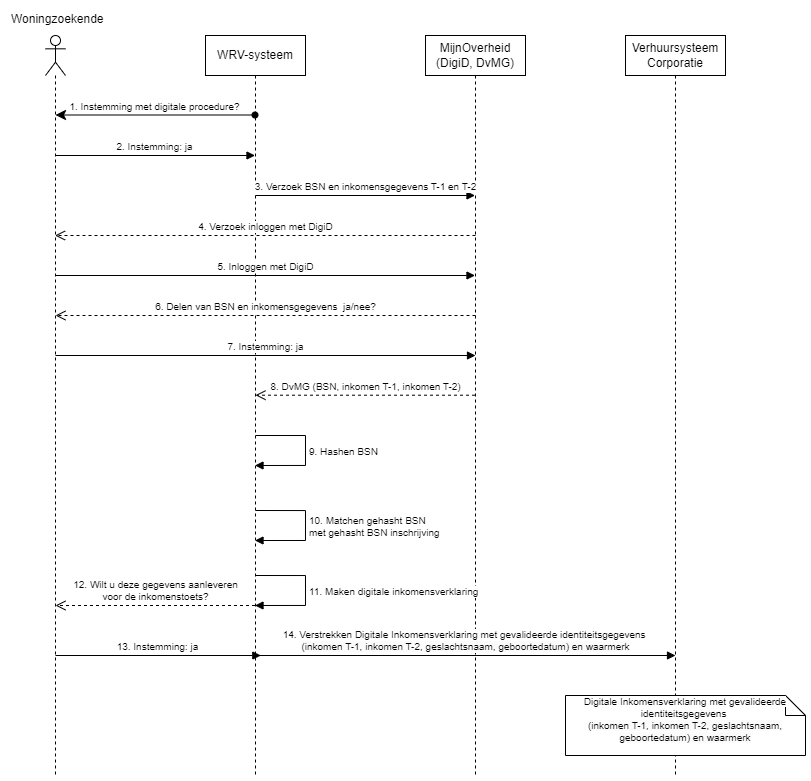 Woningzoekende
WRV-systeem
MijnOverheid
(DigiD, DvMG)
Verhuursysteem
Corporatie
1. Instemming met digitale procedure?
2. Instemming: ja
3. Verzoek BSN en inkomensgegevens T-1 en T-2
4. Verzoek inloggen met DigiD
5. Inloggen met DigiD
6. Delen van BSN en inkomensgegevens ja/nee?
7. Instemming: ja
8. DvMG (BSN, inkomen T-1, inkomen T-2)
9. Hashen BSN
10. Matchen gehasht BSN
met gehasht BSN inschrijving
11. Maken digitale inkomensverklaring
12. Wilt u deze gegevens aanleveren
voor de inkomenstoets?
13. Instemming: ja
14. Verstrekken Digitale Inkomensverklaring met gevalideerde identiteitsgegevens
(inkomen T-1, inkomen T-2, geslachtsnaam, geboortedatum) en waarmerk
Digitale Inkomensverklaring met gevalideerde
identiteitsgegevens
(inkomen T-1, inkomen T-2, geslachtsnaam,
geboortedatum) en waarmerk